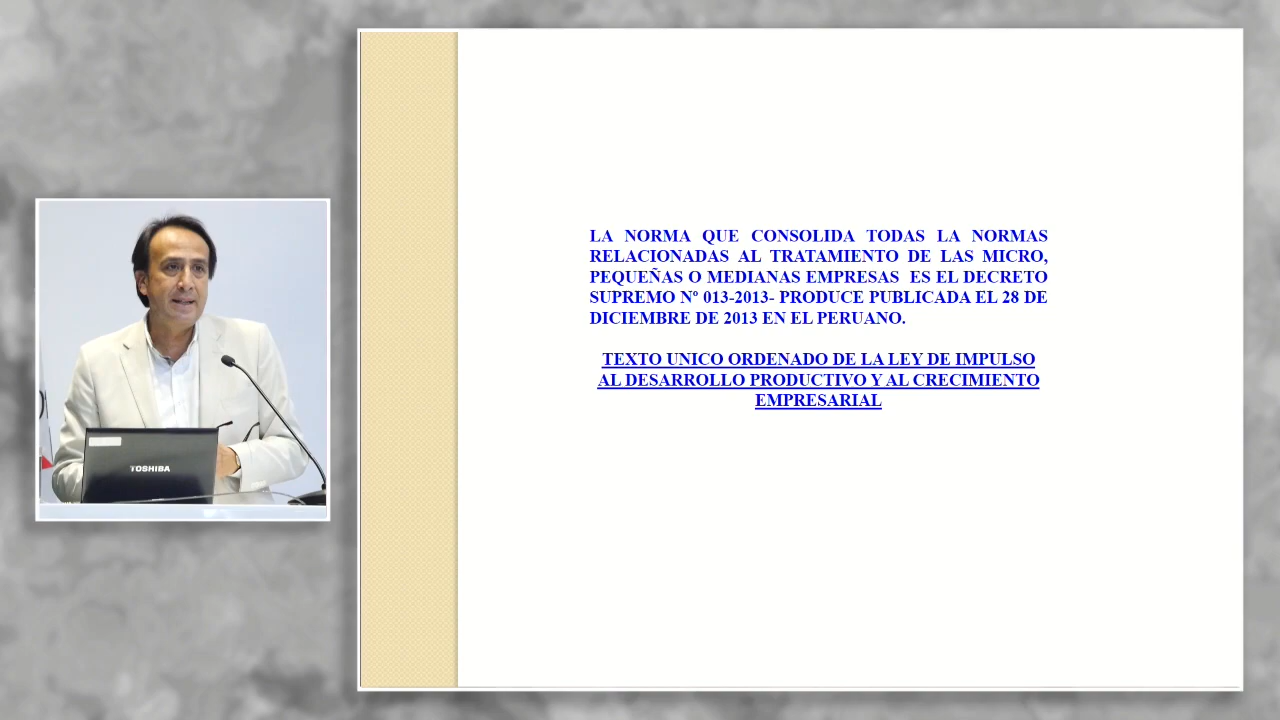 LA NORMA QUE CONSOLIDA TODAS LA NORMAS
RELACIONADAS AL TRATAMIENTO DE LAS MICRO,
PEQUEÑAS O MEDIANAS EMPRESAS ES EL DECRETO
SUPREMO Nº 013-2013- PRODUCE PUBLICADA EL 28 DE
DICIEMBRE DE 2013 EN EL PERUANO.
TEXTO UNICO ORDENADO DE LA LEY DE IMPULSO
AL DESARROLLO PRODUCTIVO Y AL CRECIMIENTO
EMPRESARIAL
TOSHIBA